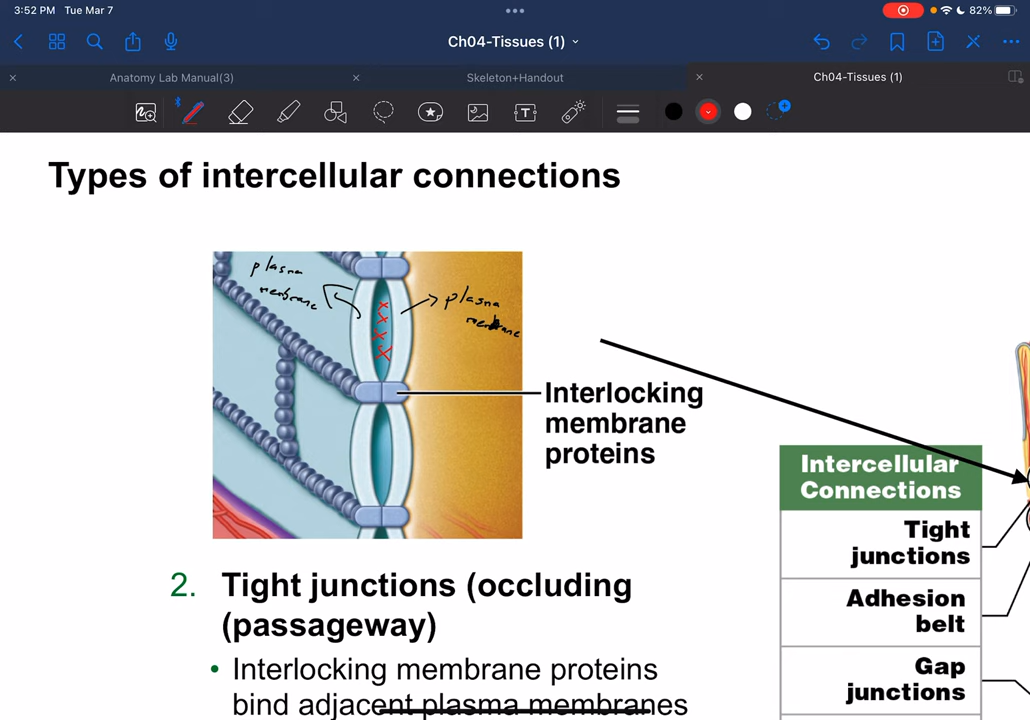 3:52 PM Tue Mar 7
82%
Ch04-Tissues (1)
Anatomy Lab Manual(3)
Skeleton+Handout
Ch04-Tissues (1)
T
Types of intercellular connections
plasma
membrane
plasma
membrane
Interlocking
membrane
proteins
Intercellular
Connections
Tight
junctions
Adhesion
belt
Gap
junctions
2. Tight junctions (occluding
(passageway)
• Interlocking membrane proteins
bind adjacent plasma membranes